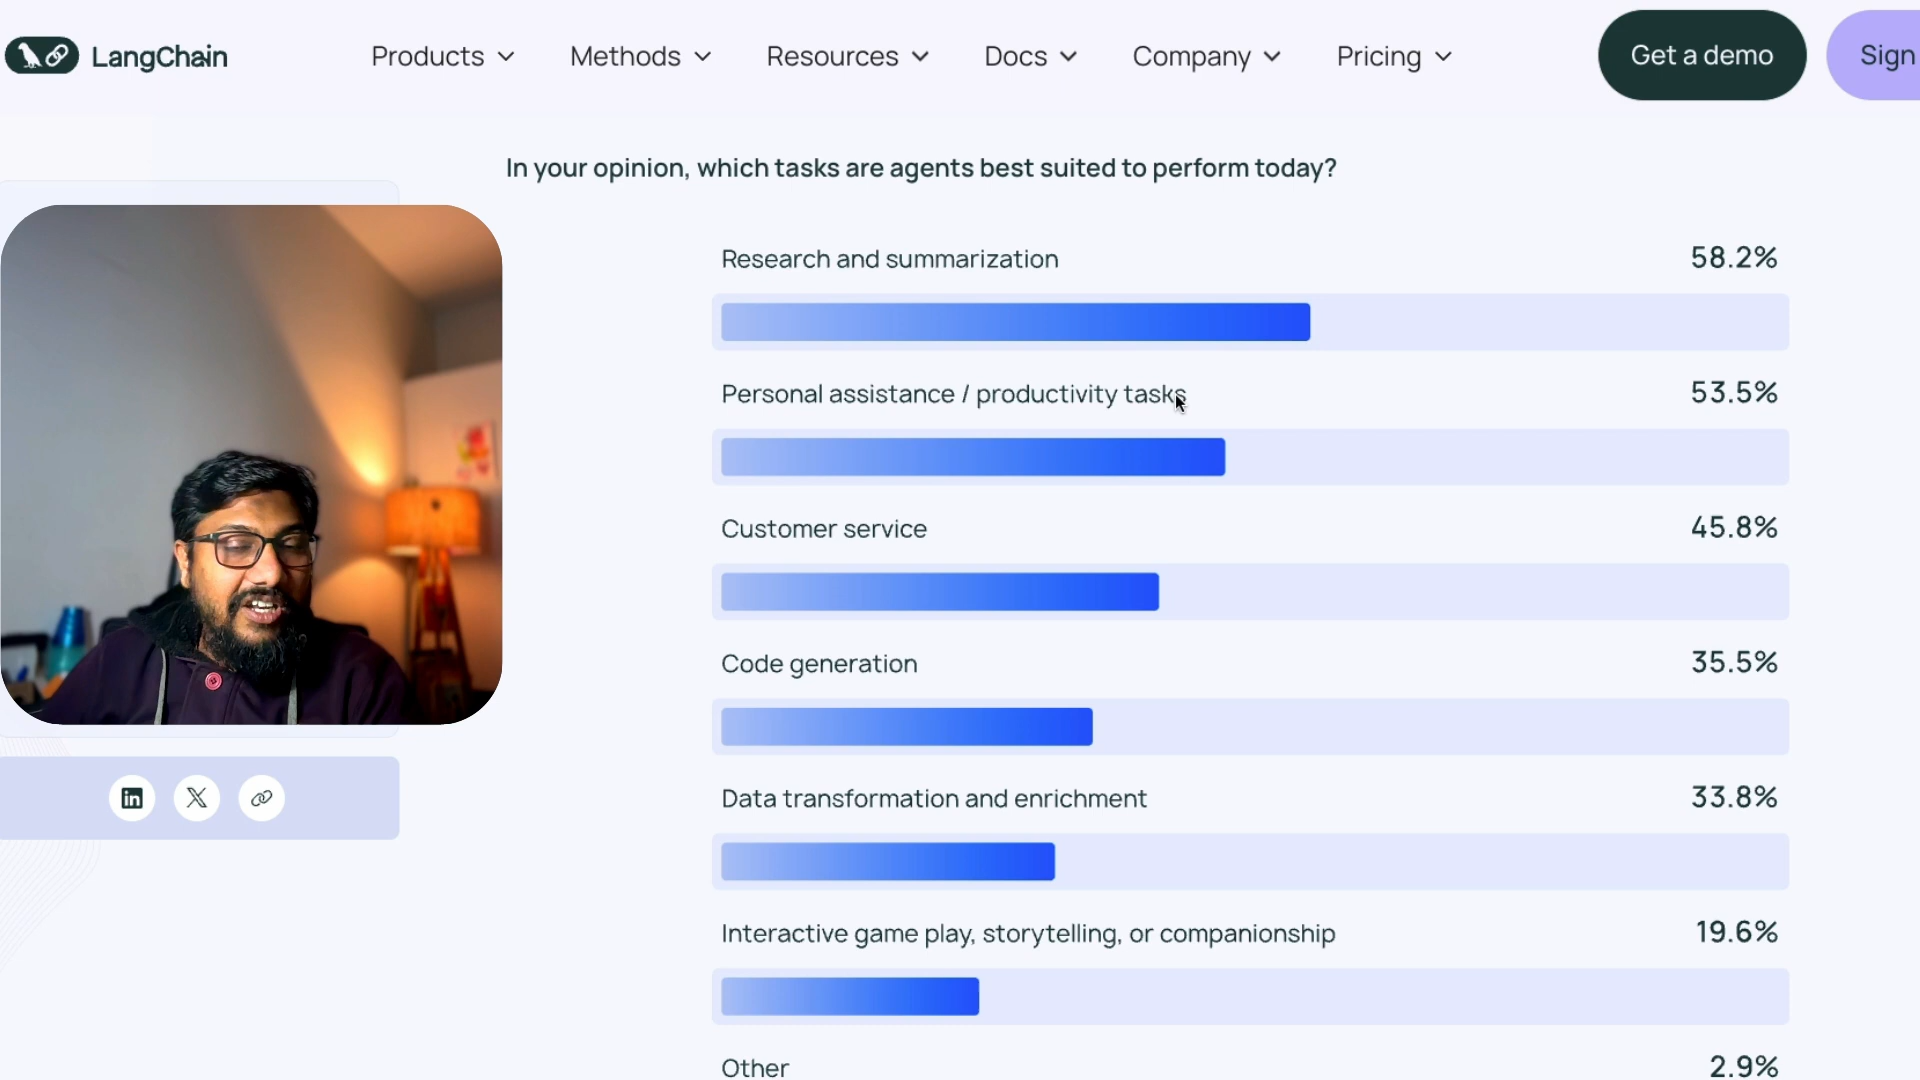 LangChain
Products
Methods
Resources
Docs
Company
Pricing
Get a demo
Sign
In your opinion, which tasks are agents best suited to perform today?
Research and summarization 58.2%
Personal assistance / productivity tasks 53.5%
Customer service 45.8%
Code generation 35.5%
Data transformation and enrichment 33.8%
Interactive game play, storytelling, or companionship 19.6%
Other 2.9%
in
X